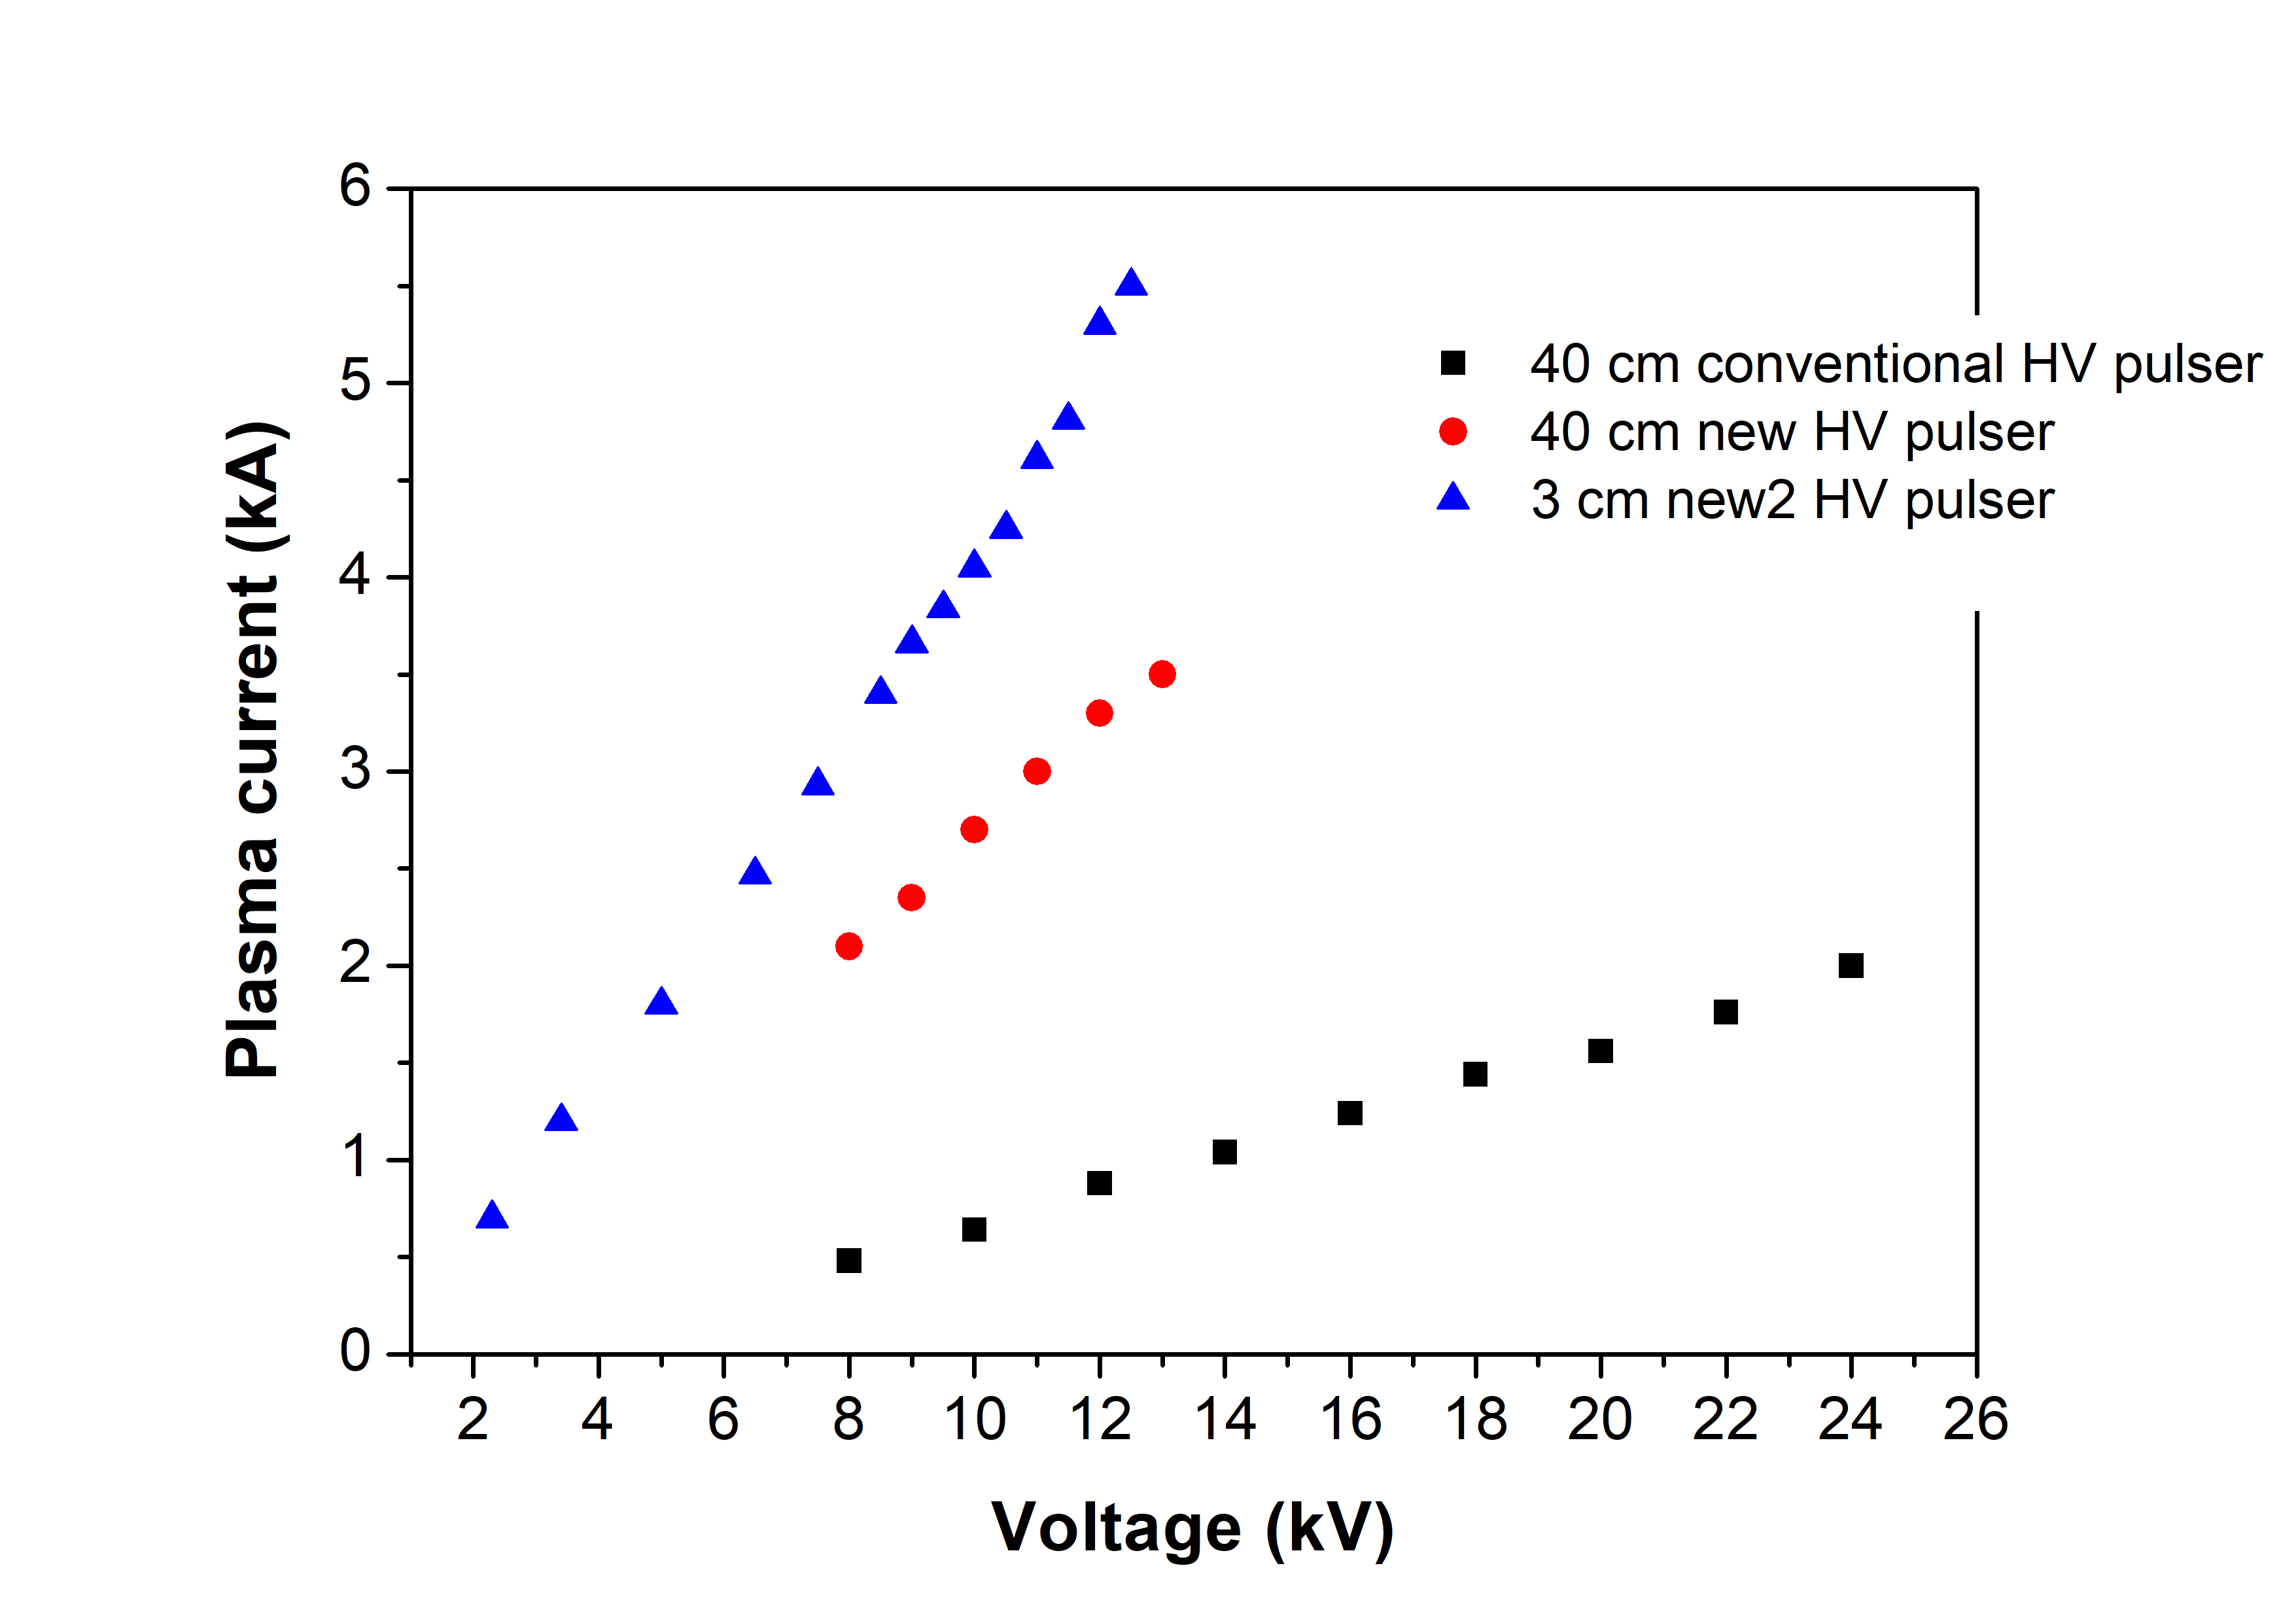 6
5
4
3
2
1
0
Plasma current (kA)
40 cm conventional HV pulser
40 cm new HV pulser
3 cm new2 HV pulser
2 4 6 8 10 12 14 16 18 20 22 24 26
Voltage (kV)